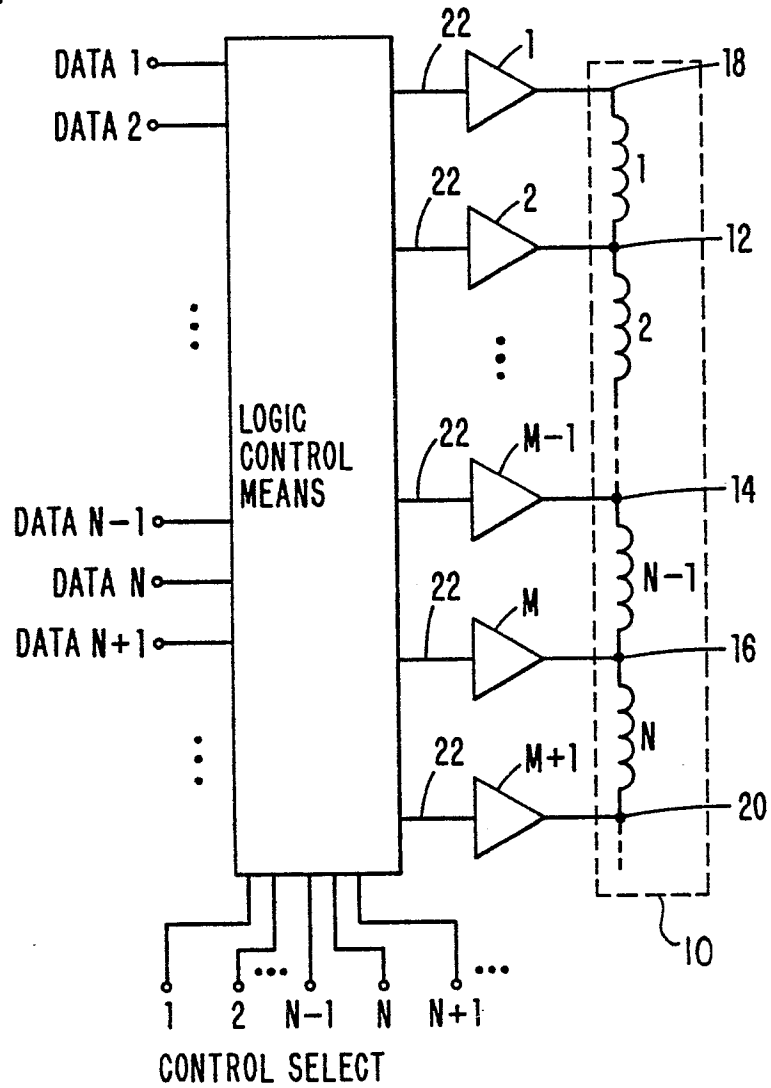 22
1
18
DATA 1
DATA 2
22
2
1
12
2
LOGIC
CONTROL
MEANS
22
M-1
14
DATA N-1
DATA N
DATA N+1
22
M
N-1
16
22
M+1
N
20
10
1
2
N-1
N
N+1
CONTROL SELECT